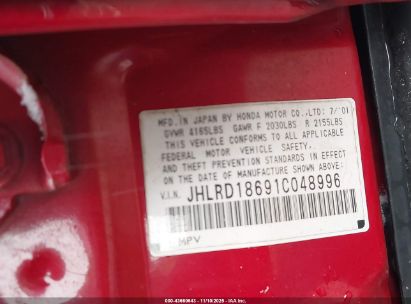 MFD. IN JAPAN BY HONDA MOTOR CO., LTD: 7/01
GVWR 4165LBS GAWR F 2030LBS R 2155LBS
THIS VEHICLE CONFORMS TO ALL APPLICABLE
FEDERAL MOTOR VEHICLE SAFETY,
AND THEFT PREVENTION STANDARDS IN EFFECT
ON THE DATE OF MANUFACTURE SHOWN ABOVE:
V.I.N. JHLRD18691C048996
MPV